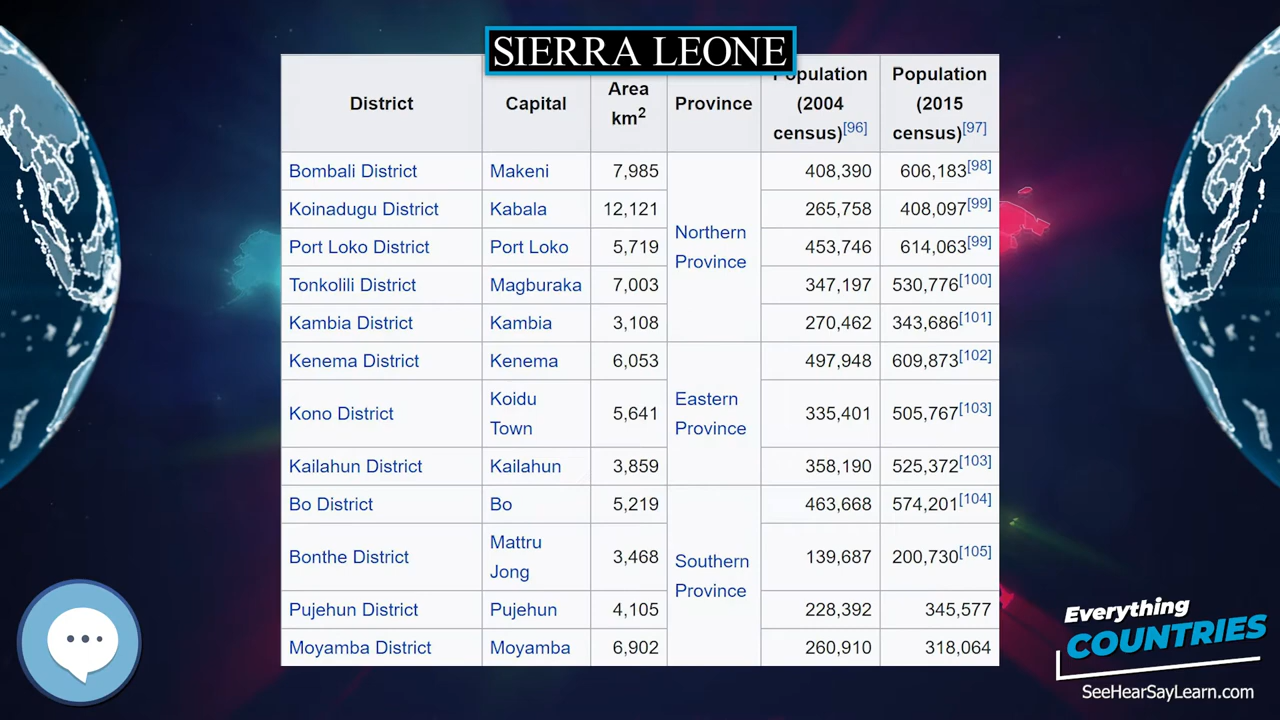 SIERRA LEONE
District Capital Area km2 Province Population (2004 census)[96] Population (2015 census)[97]
Bombali District Makeni 7,985 Northern Province 408,390 606,183[98]
Koinadugu District Kabala 12,121 265,758 408,097[99]
Port Loko District Port Loko 5,719 453,746 614,063[99]
Tonkolili District Magburaka 7,003 347,197 530,776[100]
Kambia District Kambia 3,108 270,462 343,686[101]
Kenema District Kenema 6,053 Eastern Province 497,948 609,873[102]
Kono District Koidu Town 5,641 335,401 505,767[103]
Kailahun District Kailahun 3,859 358,190 525,372[103]
Bo District Bo 5,219 Southern Province 463,668 574,201[104]
Bonthe District Mattru Jong 3,468 139,687 200,730[105]
Pujehun District Pujehun 4,105 228,392 345,577
Moyamba District Moyamba 6,902 260,910 318,064
Everything
COUNTRIES
SeeHearSayLearn.com